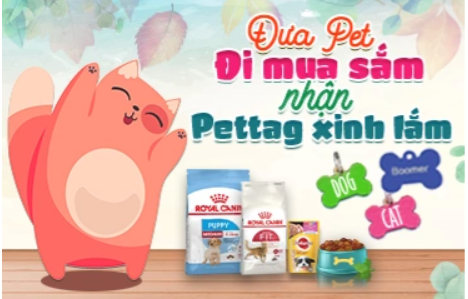 Đưa Pet
Đi mua sắm
nhận
Pettag xinh lắm
DOG
Boomer
CAT
ROYAL CANIN
PUPPY
ROYAL CANIN
FIT